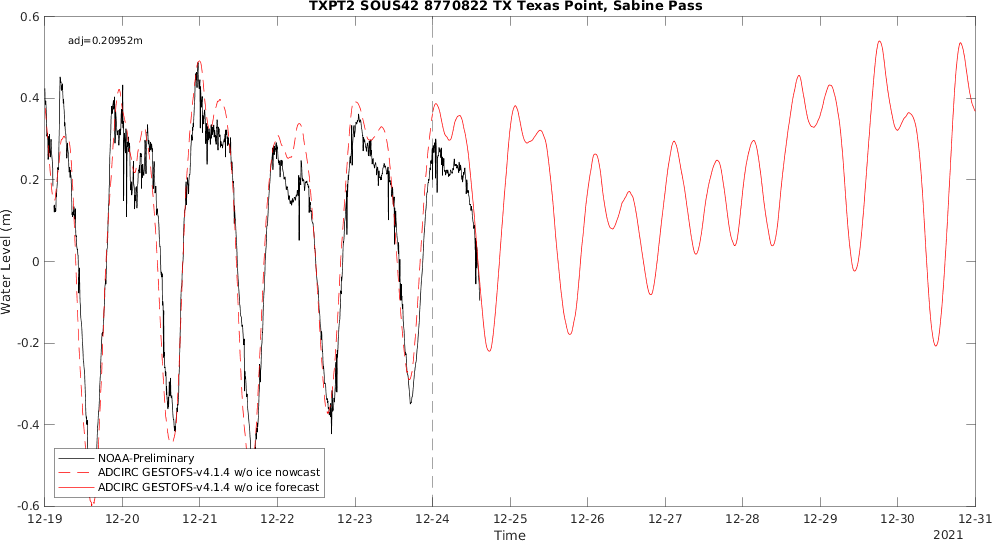 TXPT2 SOUS42 8770822 TX Texas Point, Sabine Pass
adj=0.20952m
0.6
0.4
0.2
0
-0.2
-0.4
-0.6
Water Level (m)
NOAA-Preliminary
ADCIRC GESTOFS-v4.1.4 w/o ice nowcast
ADCIRC GESTOFS-v4.1.4 w/o ice forecast
12-19 12-20 12-21 12-22 12-23 12-24 12-25 12-26 12-27 12-28 12-29 12-30 12-31
Time
2021